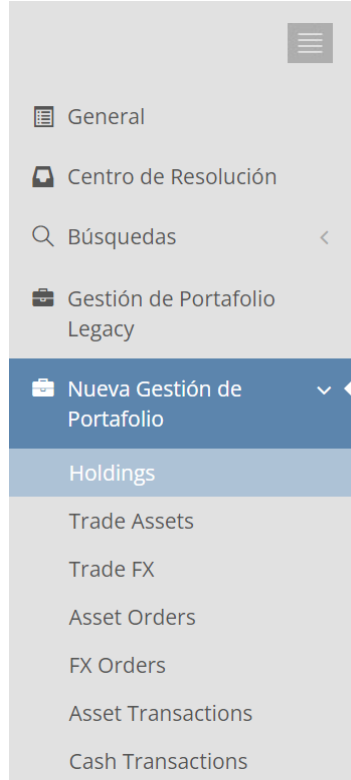 General
Centro de Resolución
Búsquedas
Gestión de Portafolio
Legacy
Nueva Gestión de
Portafolio
Holdings
Trade Assets
Trade FX
Asset Orders
FX Orders
Asset Transactions
Cash Transactions